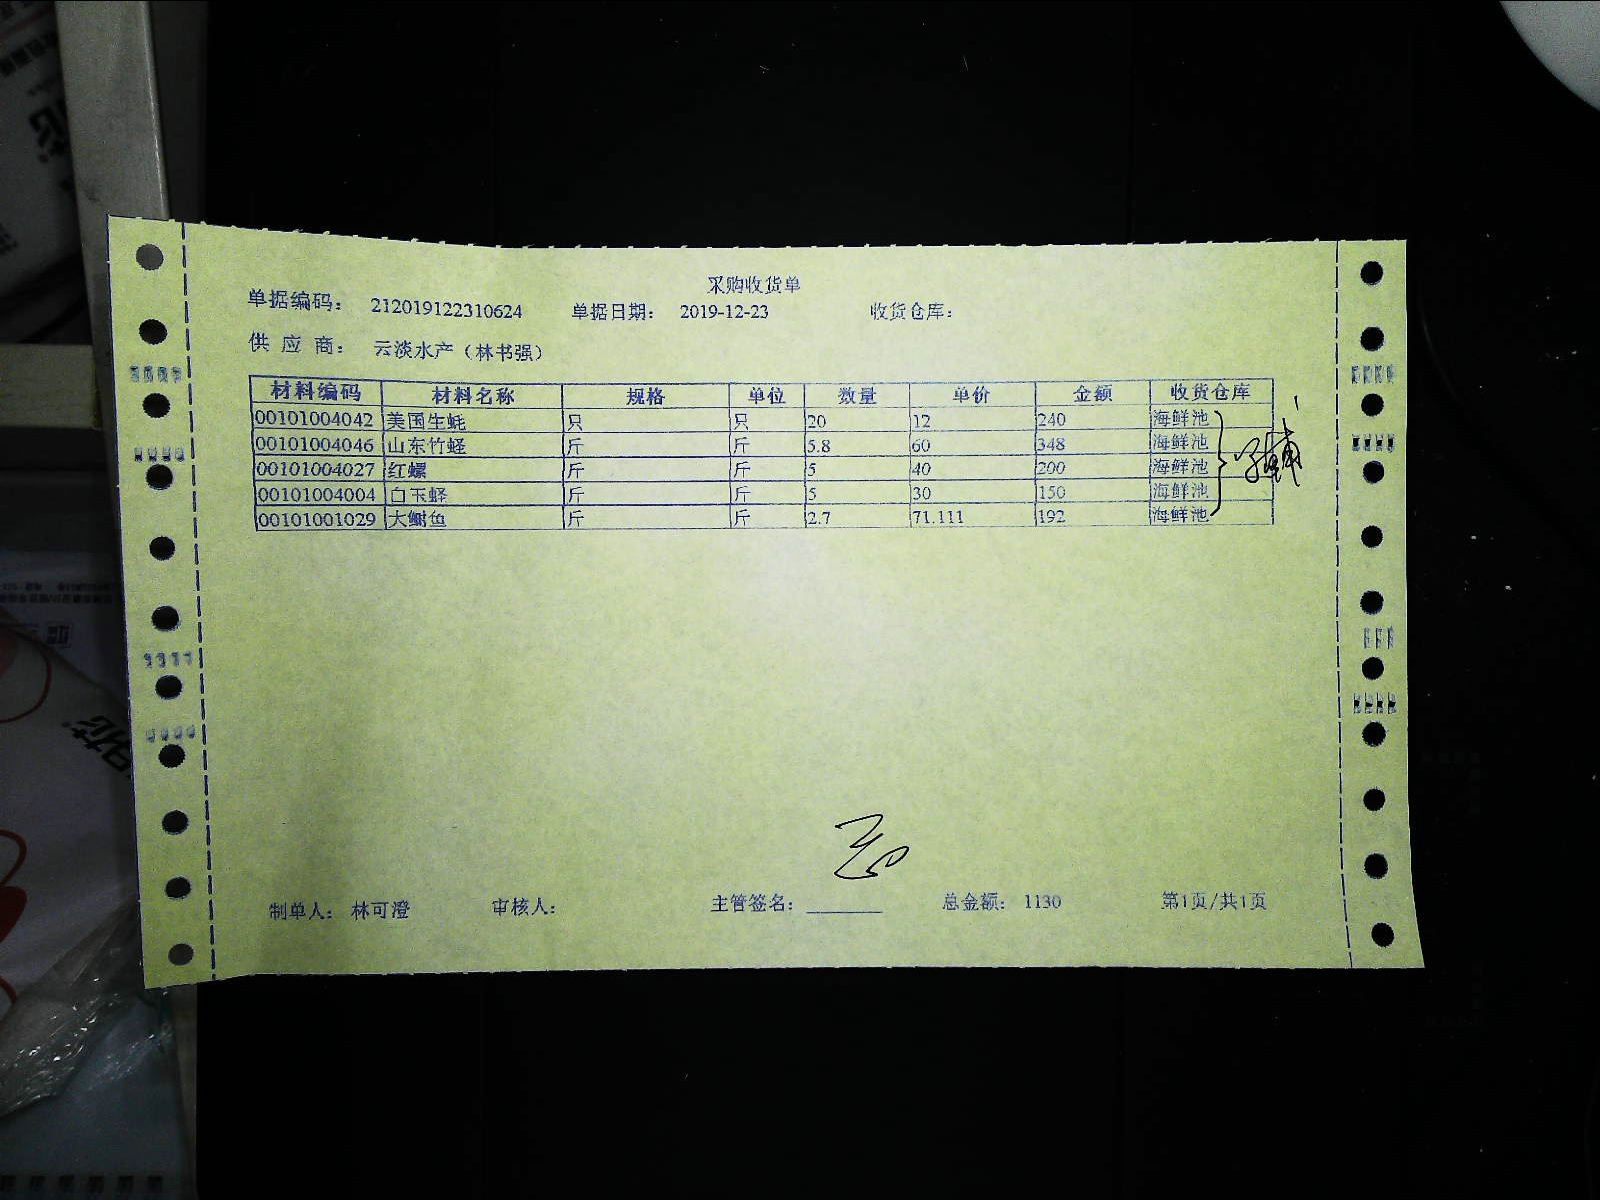 采购收货单
单据编码： 212019122310624 单据日期： 2019-12-23 收货仓库：
供 应 商： 云淡水产（林书强）
材料编码 材料名称 规格 单位 数量 单价 金额 收货仓库
00101004042 美国生蚝 只 只 20 12 240 海鲜池
00101004046 山东竹蛏 斤 斤 5.8 60 348 海鲜池
00101004027 红螺 斤 斤 5 40 200 海鲜池
00101004004 白玉蛏 斤 斤 5 30 150 海鲜池
00101001029 大鲥鱼 斤 斤 2.7 71.111 192 海鲜池
制单人： 林可澄 审核人： 主管签名： ________ 总金额： 1130 第1页/共1页